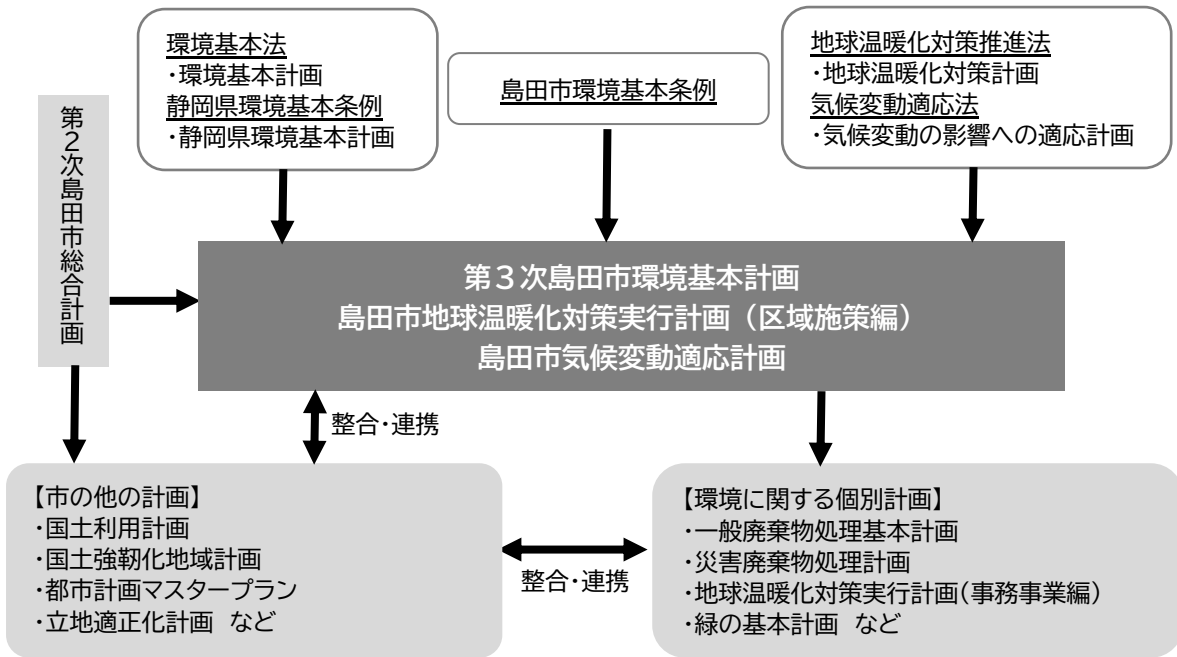 環境基本法
・環境基本計画
静岡県環境基本条例
・静岡県環境基本計画
島田市環境基本条例
地球温暖化対策推進法
・地球温暖化対策計画
気候変動適応法
・気候変動の影響への適応計画
第２次島田市総合計画
第３次島田市環境基本計画
島田市地球温暖化対策実行計画（区域施策編）
島田市気候変動適応計画
整合・連携
【市の他の計画】
・国土利用計画
・国土強靭化地域計画
・都市計画マスタープラン
・立地適正化計画 など
整合・連携
【環境に関する個別計画】
・一般廃棄物処理基本計画
・災害廃棄物処理計画
・地球温暖化対策実行計画（事務事業編）
・緑の基本計画 など